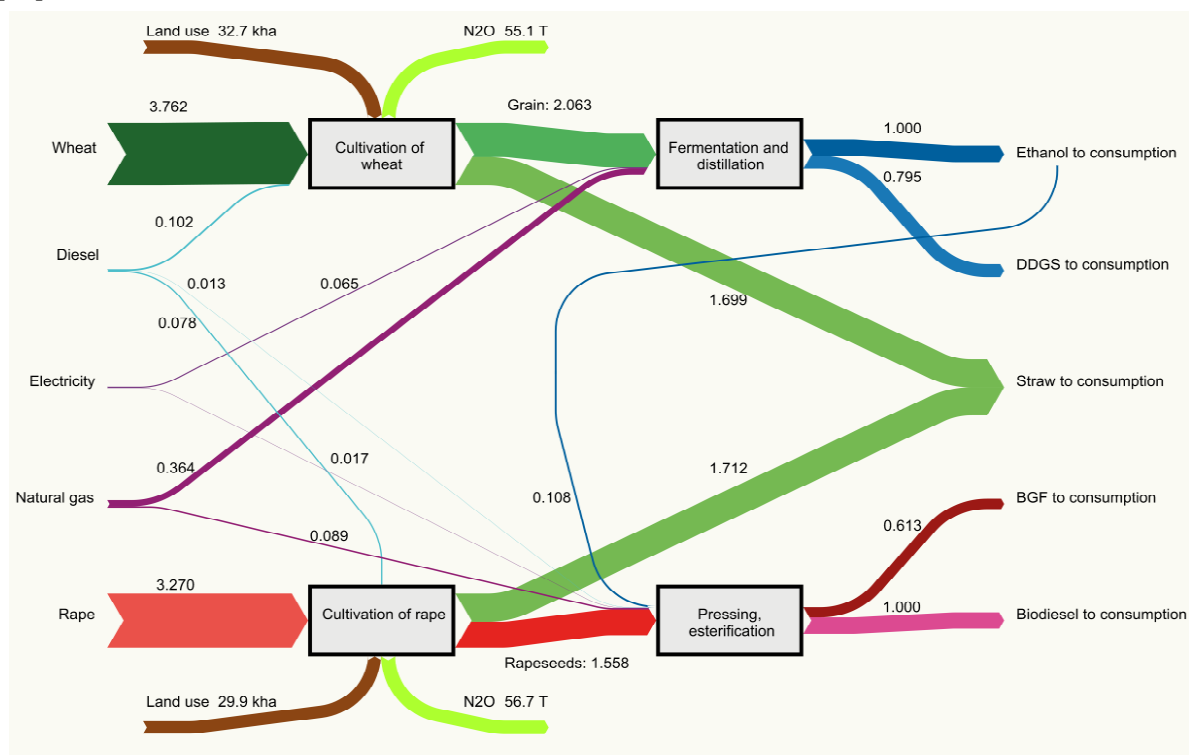 Land use 32.7 kha
N2O 55.1 T
3.762
Grain: 2.063
1.000
Wheat
Cultivation of
wheat
Fermentation and
distillation
Ethanol to consumption
0.795
0.102
Diesel
DDGS to consumption
0.013
0.065
1.699
0.078
Electricity
Straw to consumption
0.017
0.364
1.712
Natural gas
0.108
BGF to consumption
0.613
0.089
3.270
1.000
Rape
Cultivation of rape
Pressing,
esterification
Biodiesel to consumption
Rapeseeds: 1.558
Land use 29.9 kha
N2O 56.7 T